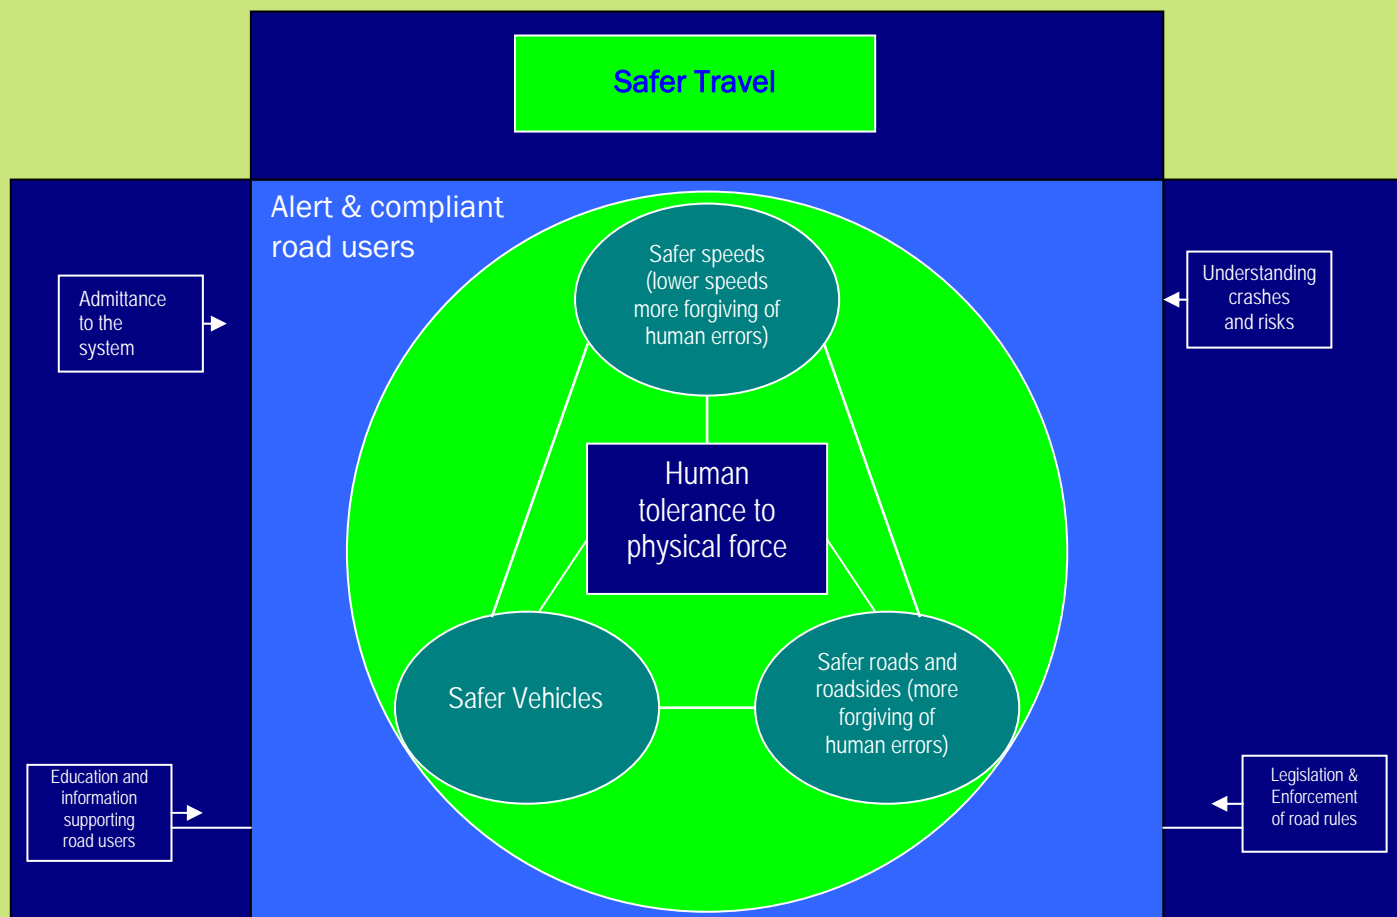 Safer Travel
Alert & compliant
road users
Admittance
to the
system
Safer speeds
(lower speeds
more forgiving of
human errors)
Understanding
crashes
and risks
Human
tolerance to
physical force
Safer Vehicles
Safer roads and
roadsides (more
forgiving of
human errors)
Education and
information
supporting
road users
Legislation &
Enforcement
of road rules